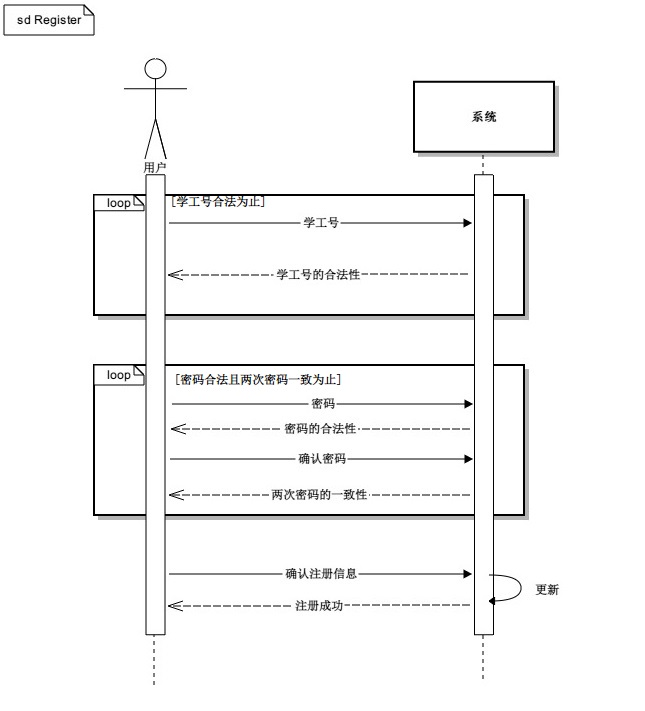 sd Register
系统
用户
loop
[学工号合法为止]
学工号
学工号的合法性
loop
[密码合法且两次密码一致为止]
密码
密码的合法性
确认密码
两次密码的一致性
确认注册信息
更新
注册成功